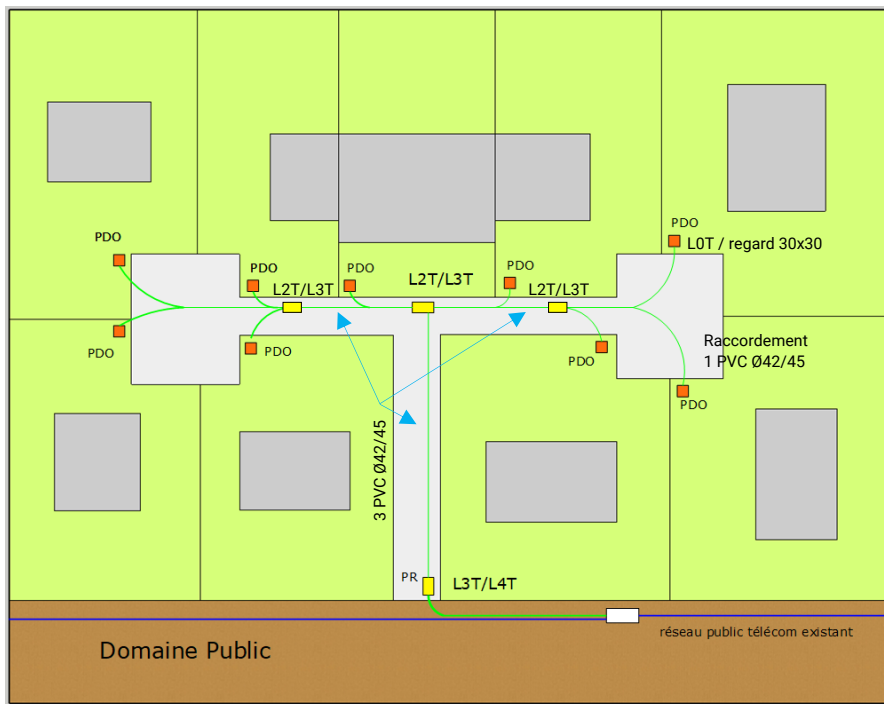 PDO
L0T / regard 30x30
PDO
PDO
PDO
L2T/L3T
PDO
L2T/L3T
PDO
L2T/L3T
PDO
PDO
PDO
Raccordement
1 PVC Ø42/45
PDO
3 PVC Ø42/45
PR
L3T/L4T
réseau public télécom existant
Domaine Public